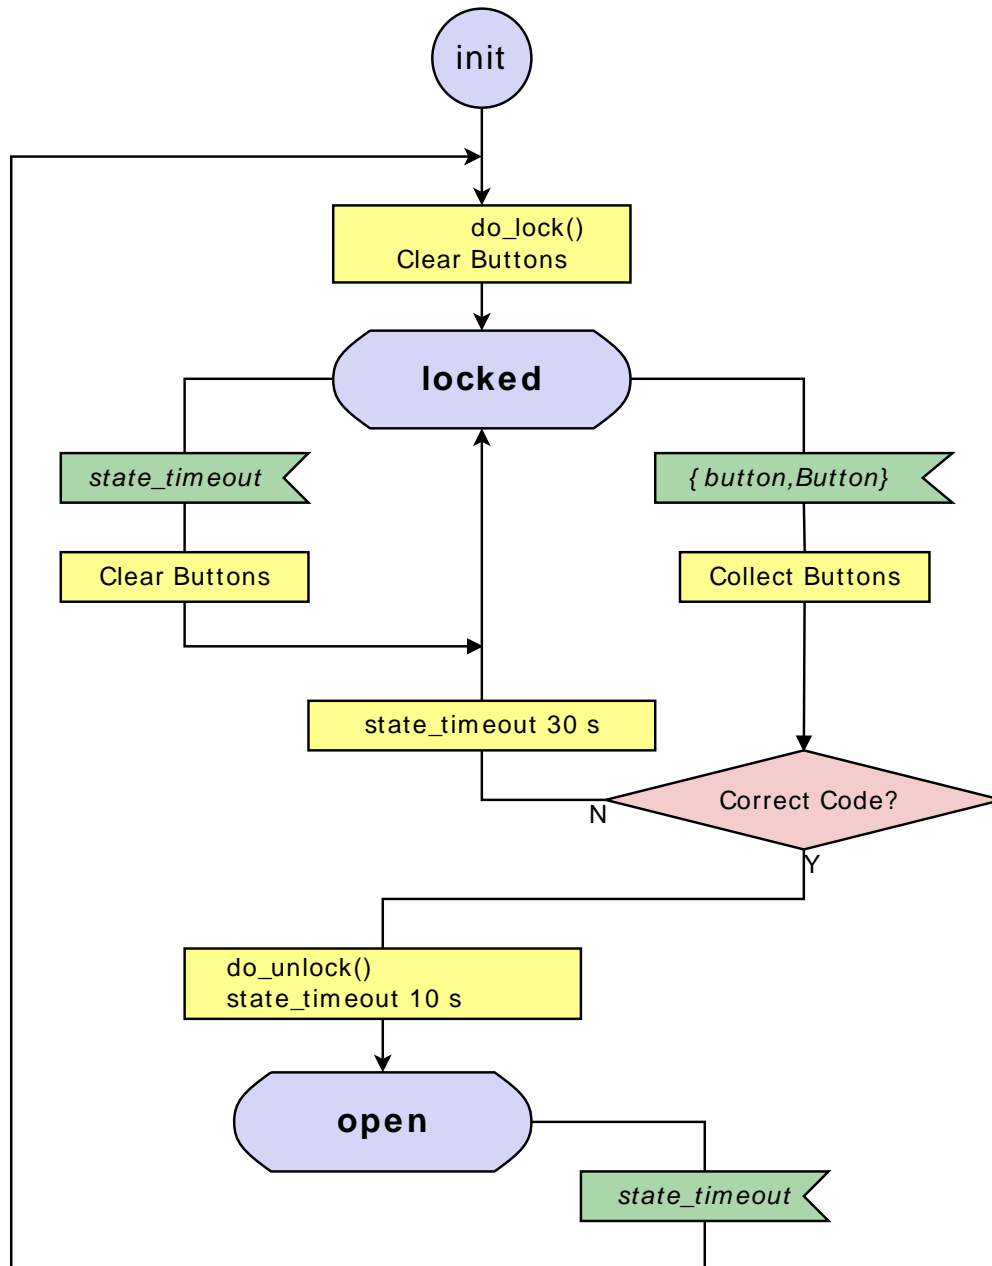 init
do_lock()
Clear Buttons
locked
state_timeout
{button,Button}
Clear Buttons
Collect Buttons
state_timeout 30 s
Correct Code?
N
Y
do_unlock()
state_timeout 10 s
open
state_timeout